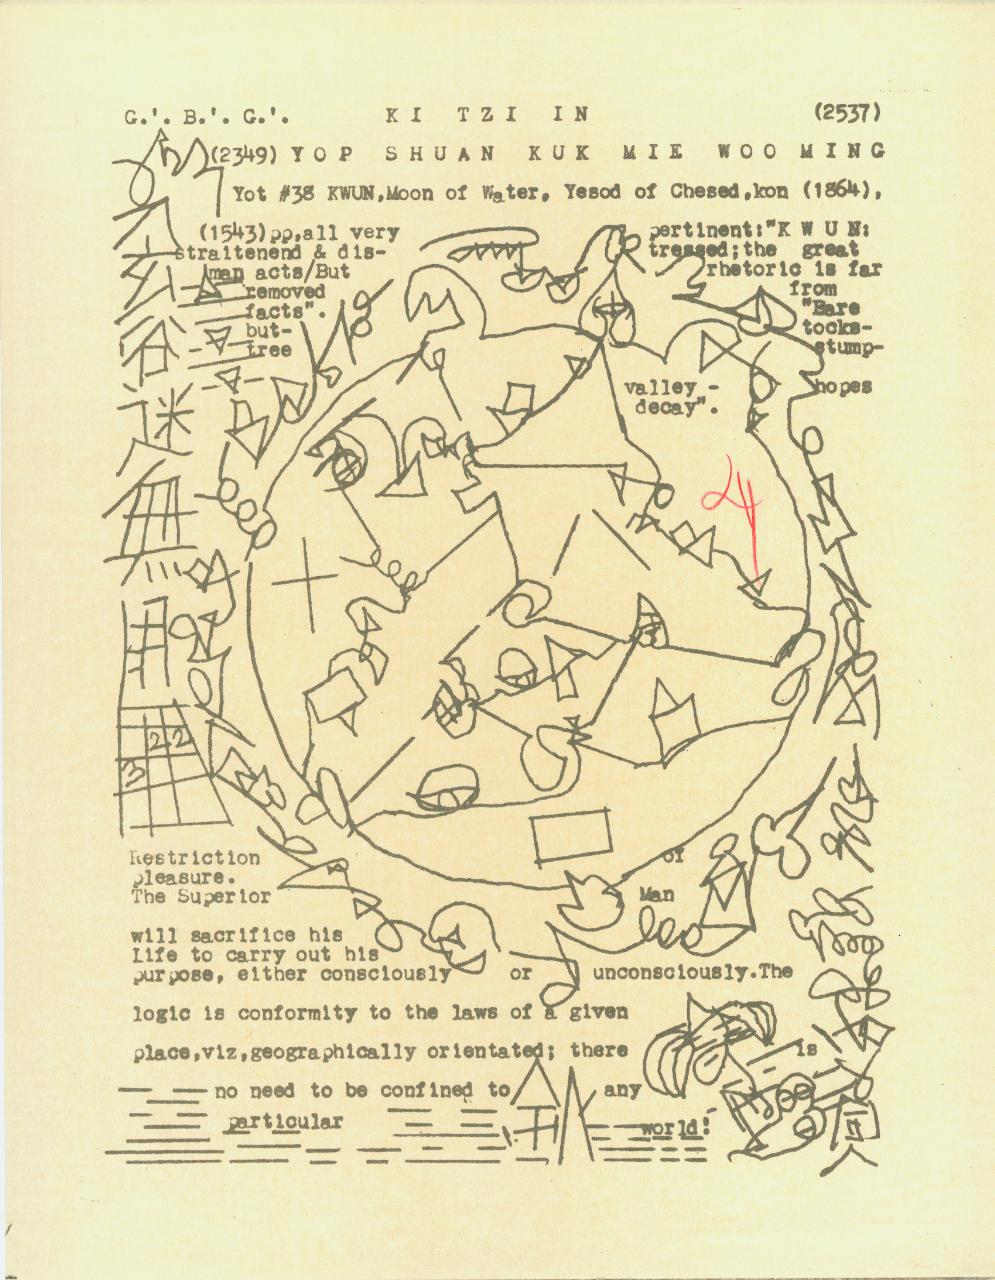 G.'. B.'. G.'. KI TZI IN (2537)
(2349) YOP SHUAN KUK MIE WOO MING
Yot #38 KWUN,Moon of Water, Yesod of Chesed,kon (1864),
(1543)pp,all very pertinent:"K W U N:
straitenend & dis- tressed;the great
man acts/But rhetoric is far
removed from
facts". "Bare
but- tocks-
tree stump-
valley - hopes
decay".
24
22
3
Restriction of
pleasure.
The Superior Man
will sacrifice his
Life to carry out his
purpose, either consciously or unconsciously.The
logic is conformity to the laws of a given
place,viz,geographically orientated; there is
no need to be confined to any
particular world!